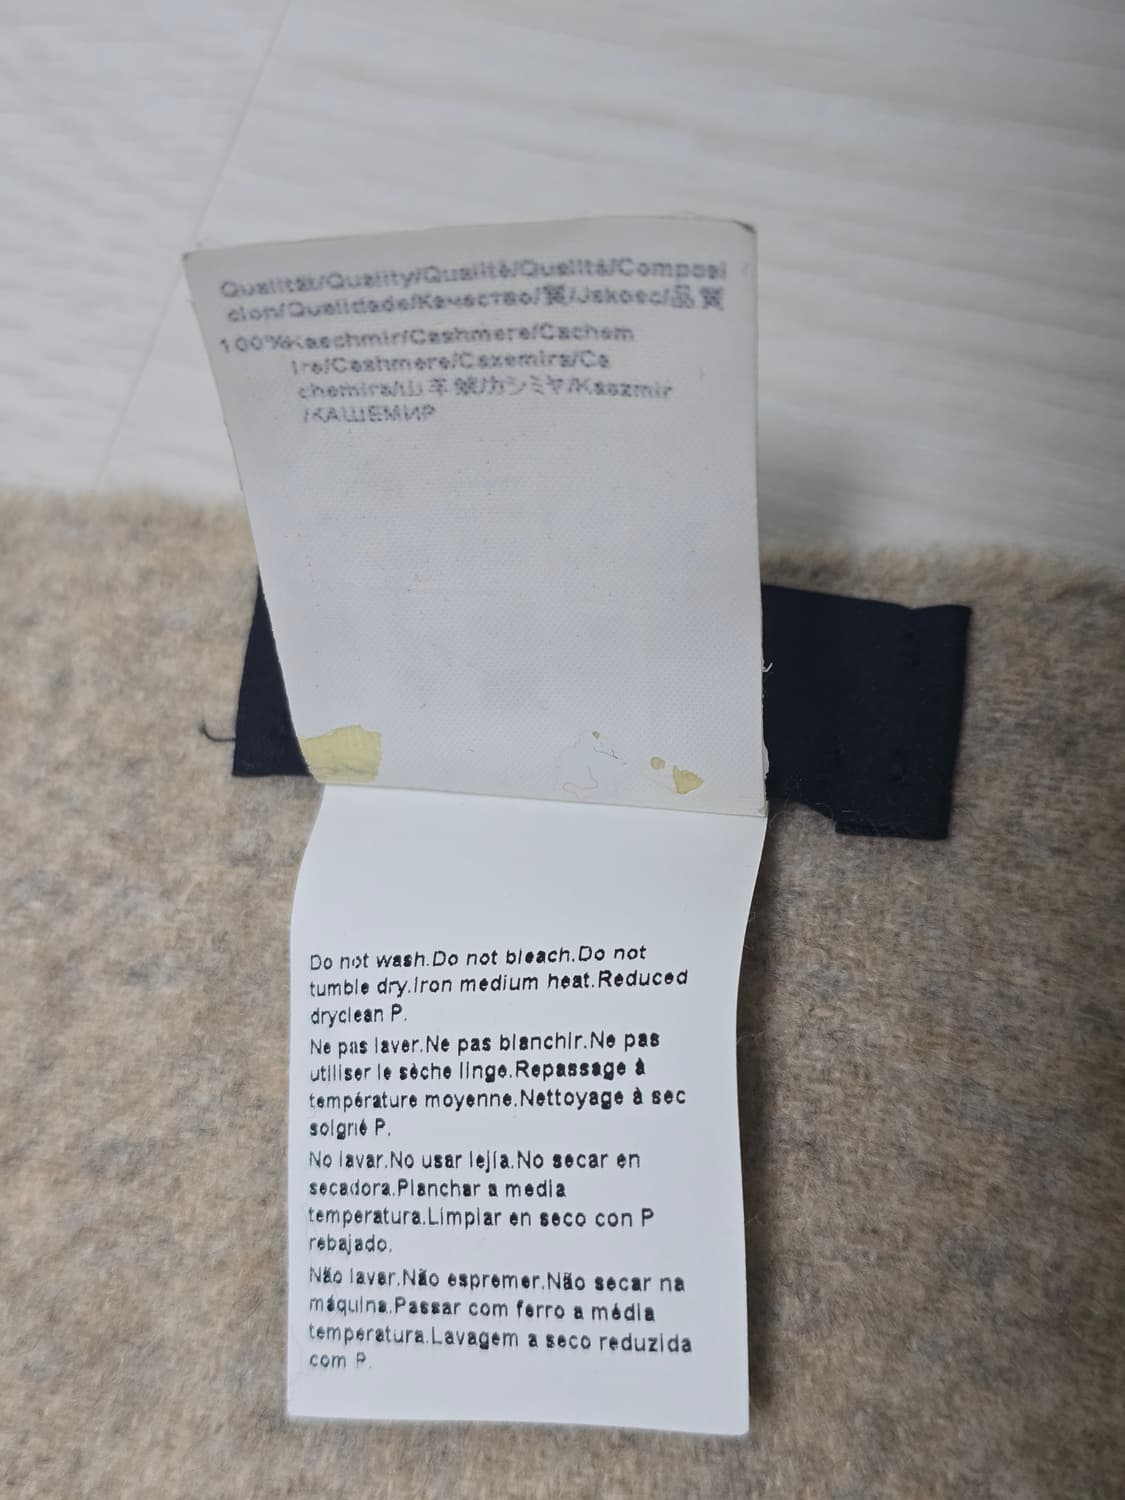 Qualität/Quality/Qualité/Qualità/Composi
cion/Qualidade/Качество/質/Jakosc/品質
100%Kaschmir/Cashmere/Cachem
ire/Cashmere/Caxemira/Ca
chemira/山羊絨/カシミヤ/Kaszmir
/КАШЕМИР
Do not wash.Do not bleach.Do not
tumble dry.Iron medium heat.Reduced
dryclean P.
Ne pas laver.Ne pas blanchir.Ne pas
utiliser le sèche linge.Repassage à
température moyenne.Nettoyage à sec
soigné P.
No lavar.No usar lejía.No secar en
secadora.Planchar a media
temperatura.Limpiar en seco con P
rebajado.
Não lavar.Não espremer.Não secar na
máquina.Passar com ferro a média
temperatura.Lavagem a seco reduzida
com P.